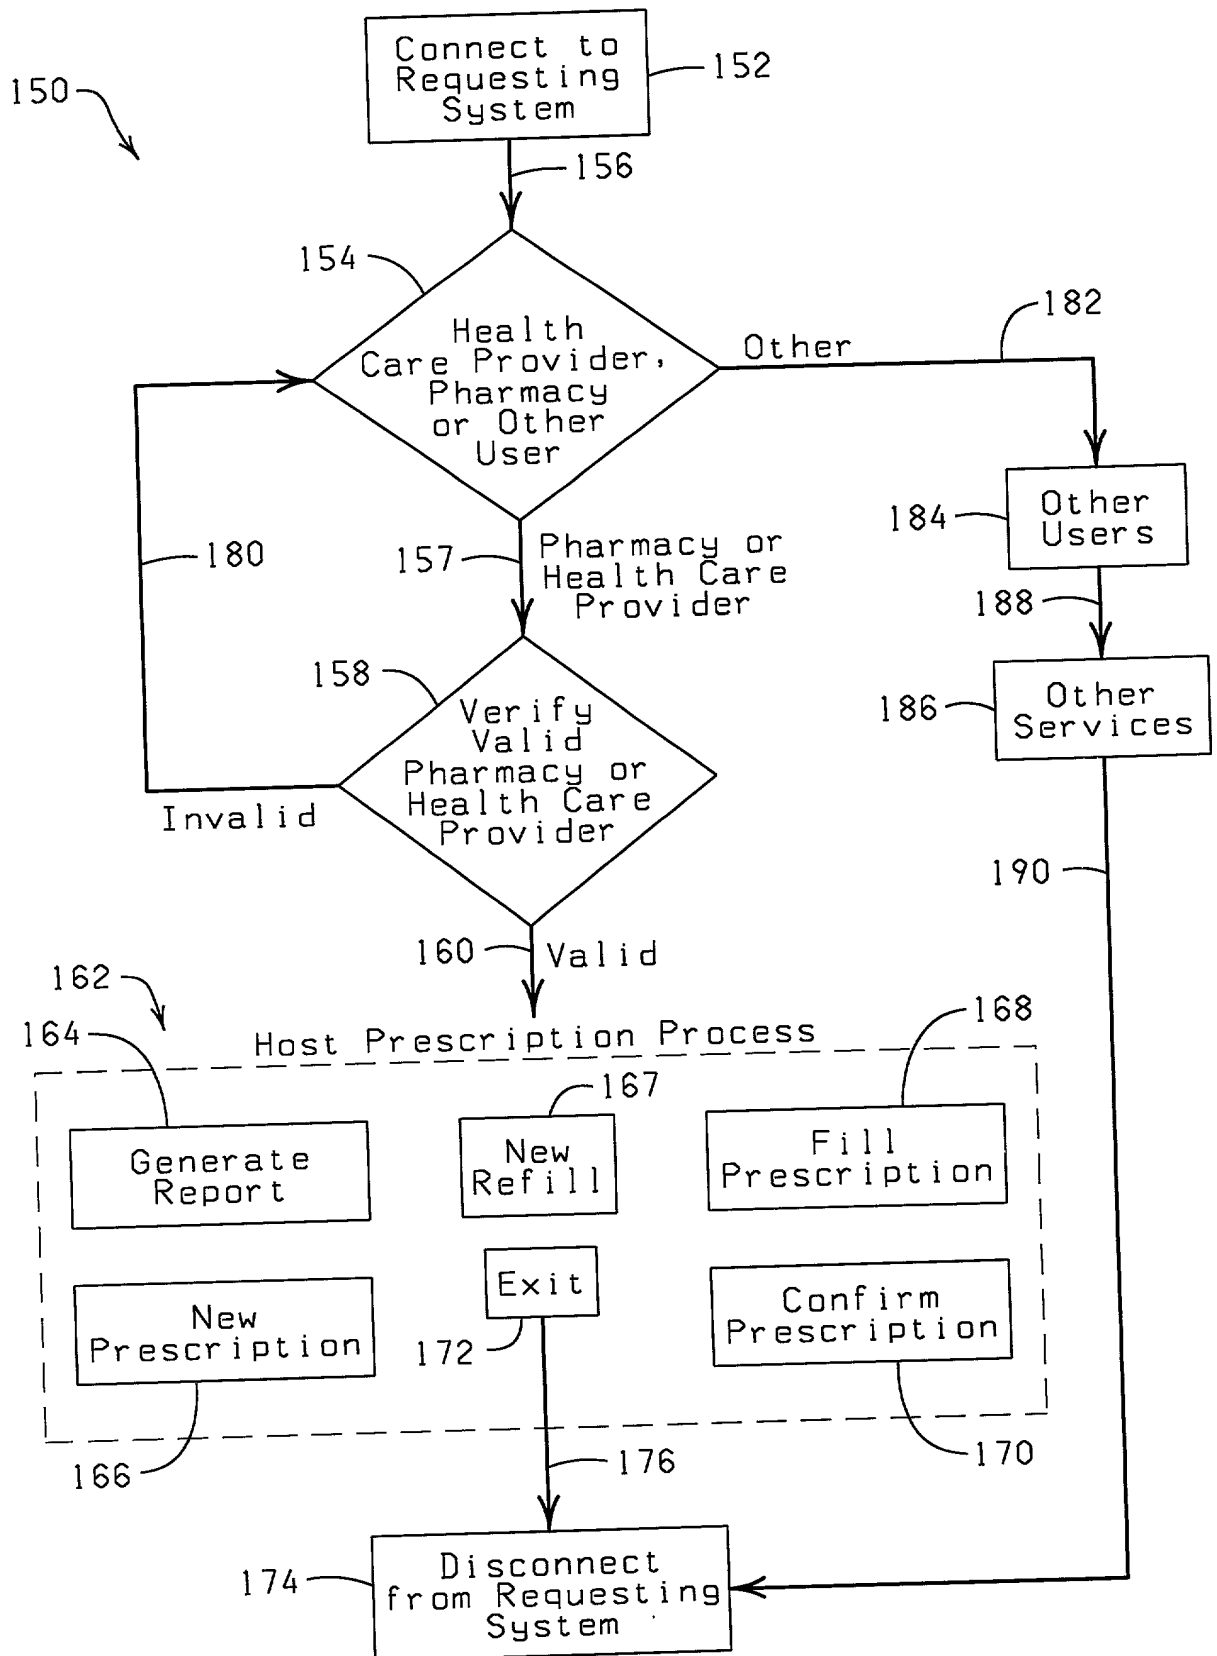 Connect to
Requesting
System
152
150
156
154
Health
Care Provider,
Pharmacy
or Other
User
Other
182
184
Other
Users
180
157
Pharmacy or
Health Care
Provider
188
158
Verify
Valid
Pharmacy or
Health Care
Provider
186
Other
Services
Invalid
190
160
Valid
162
164
Host Prescription Process
168
167
Generate
Report
New
Refill
Fill
Prescription
New
Prescription
Exit
172
Confirm
Prescription
166
176
170
174
Disconnect
from Requesting
System